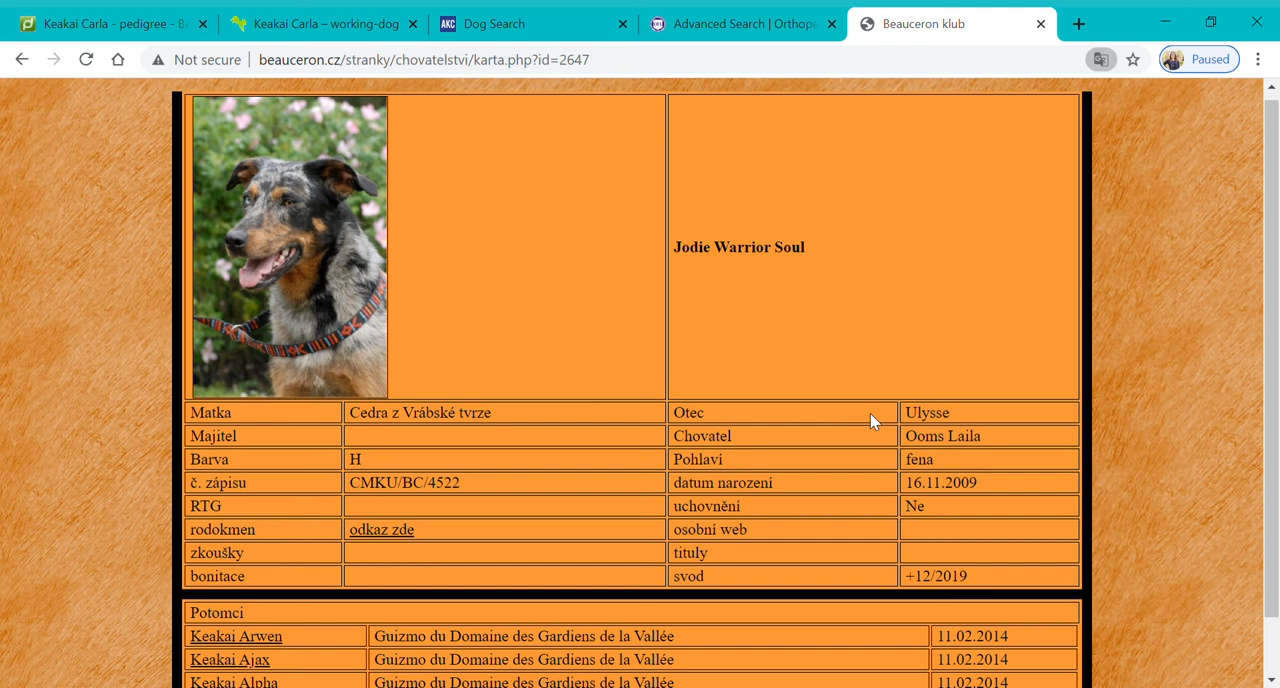 Keakai Carla - pedigree - Be
Keakai Carla – working-dog
AKC Dog Search
Advanced Search | Orthope
Beauceron klub
Not secure | beauceron.cz/stranky/chovatelstvi/karta.php?id=2647
Paused
Jodie Warrior Soul
Matka Cedra z Vrábské tvrze Otec Ulysse
Majitel Chovatel Ooms Laila
Barva H Pohlaví fena
č. zápisu CMKU/BC/4522 datum narození 16.11.2009
RTG uchovnění Ne
rodokmen odkaz zde osobní web
zkoušky tituly
bonitace svod +12/2019
Potomci
Keakai Arwen Guizmo du Domaine des Gardiens de la Vallée 11.02.2014
Keakai Ajax Guizmo du Domaine des Gardiens de la Vallée 11.02.2014
Keakai Alpha Guizmo du Domaine des Gardiens de la Vallée 11.02.2014